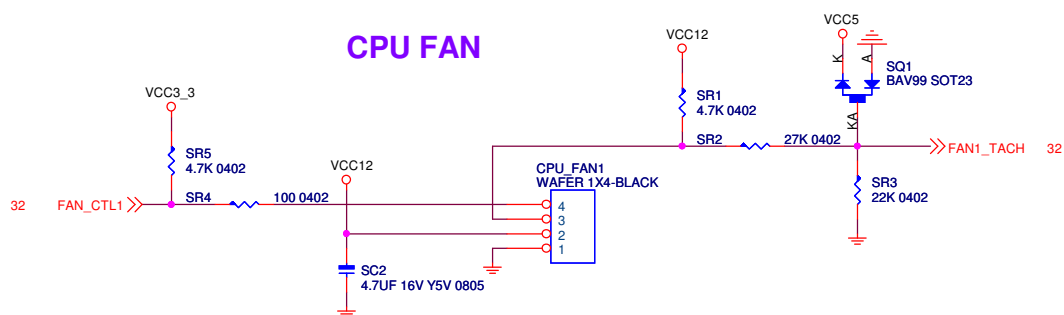 CPU FAN
VCC12
VCC5
K
A
SQ1
BAV99 SOT23
KA
VCC3_3
SR1
4.7K 0402
SR5
4.7K 0402
VCC12
SR2
27K 0402
FAN1_TACH
32
CPU_FAN1
WAFER 1X4-BLACK
32
FAN_CTL1
SR4
100 0402
4
3
2
1
SR3
22K 0402
SC2
4.7UF 16V Y5V 0805